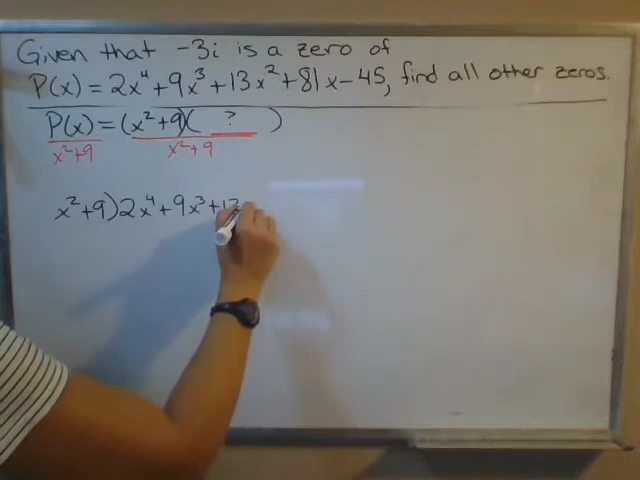 Given that -3i is a zero of
P(x) = 2x⁴ + 9x³ + 13x² + 81x - 45, find all other zeros.
P(x) = (x² + 9)( ? )
x² + 9 x² + 9
x² + 9)2x⁴ + 9x³ + 13